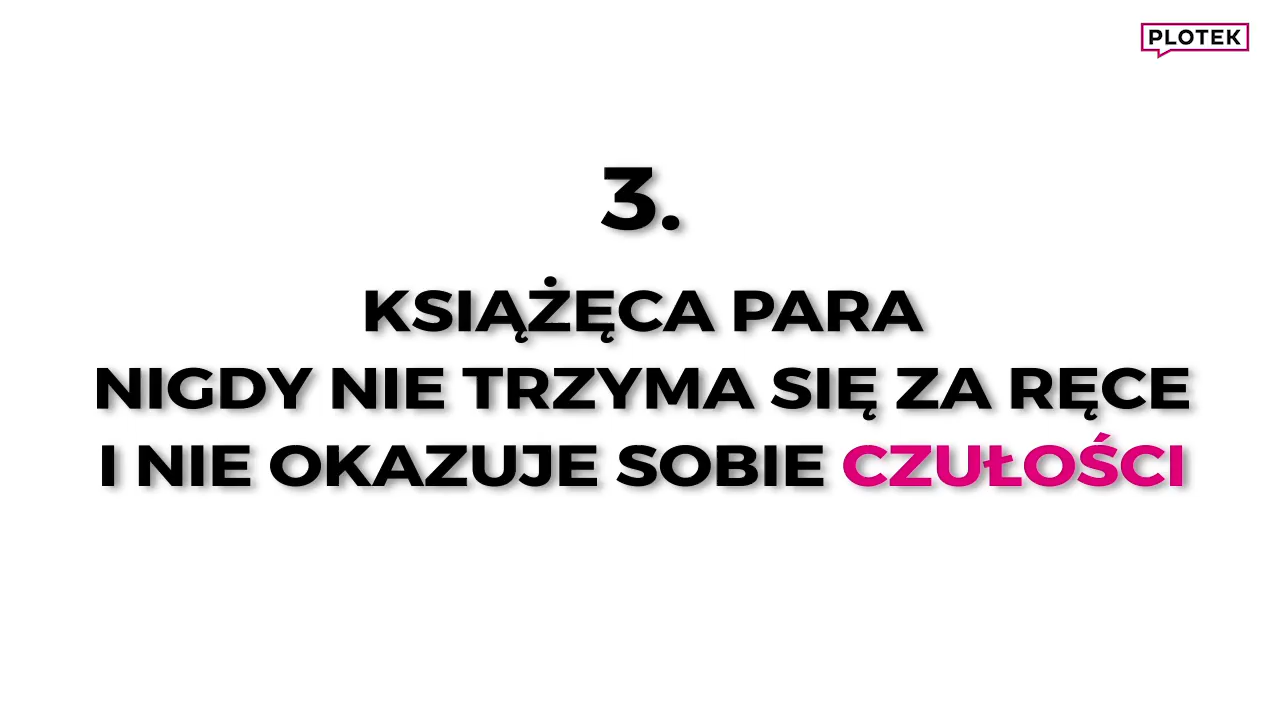 PLOTEK
3.
KSIĄŻĘCA PARA
NIGDY NIE TRZYMA SIĘ ZA RĘCE
I NIE OKAZUJE SOBIE CZUŁOŚCI